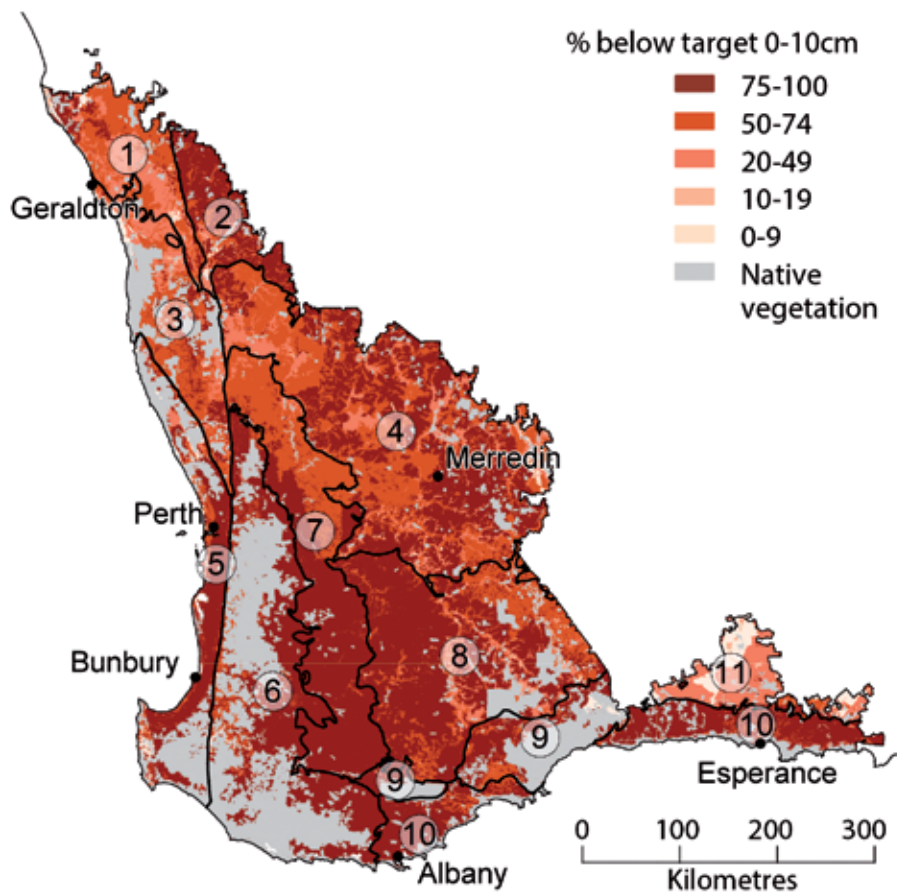 % below target 0-10cm
75-100
50-74
20-49
10-19
0-9
Native
vegetation
1
Geraldton
2
3
4
Merredin
Perth
7
5
8
Bunbury
6
11
9
10
Esperance
9
10
Albany
0 100 200 300
Kilometres